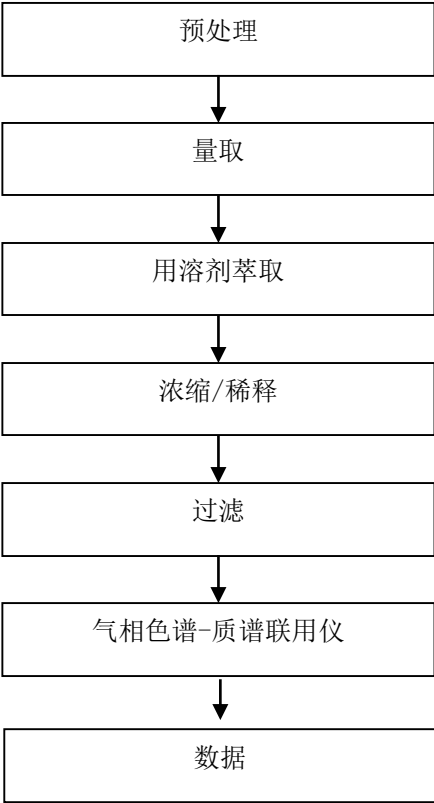 预处理
量取
用溶剂萃取
浓缩/稀释
过滤
气相色谱-质谱联用仪
数据